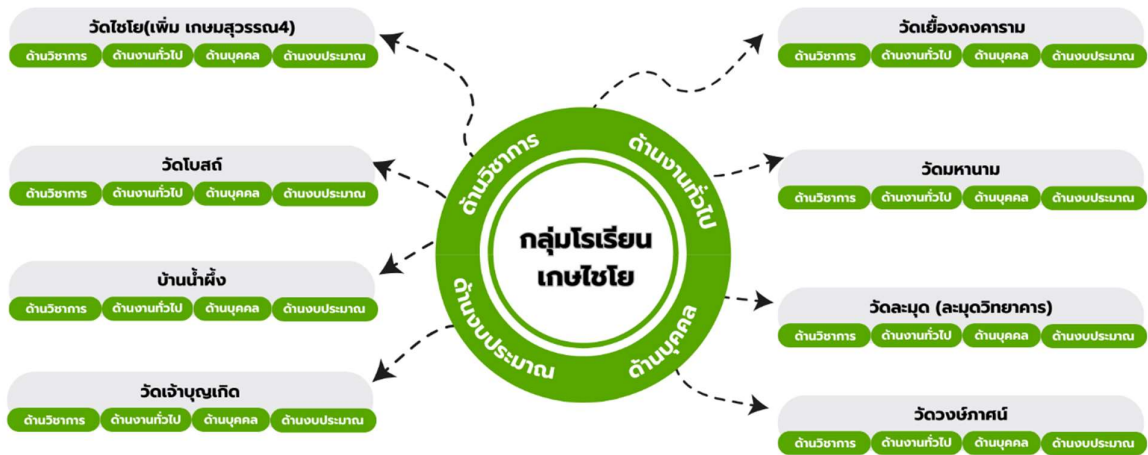 วัดไชโย(เพิ่ม เกษมสุวรรณ4)
ด้านวิชาการ ด้านงานทั่วไป ด้านบุคคล ด้านงบประมาณ
วัดโบสถ์
ด้านวิชาการ ด้านงานทั่วไป ด้านบุคคล ด้านงบประมาณ
บ้านน้ำผึ้ง
ด้านวิชาการ ด้านงานทั่วไป ด้านบุคคล ด้านงบประมาณ
วัดเจ้าบุญเกิด
ด้านวิชาการ ด้านงานทั่วไป ด้านบุคคล ด้านงบประมาณ
ด้านวิชาการ
ด้านงานทั่วไป
กลุ่มโรเรียน
เกษไชโย
ด้านงบประมาณ
ด้านบุคคล
วัดเยื้องคงคาราม
ด้านวิชาการ ด้านงานทั่วไป ด้านบุคคล ด้านงบประมาณ
วัดมหานาม
ด้านวิชาการ ด้านงานทั่วไป ด้านบุคคล ด้านงบประมาณ
วัดละมุด (ละมุดวิทยาคาร)
ด้านวิชาการ ด้านงานทั่วไป ด้านบุคคล ด้านงบประมาณ
วัดวงษ์ภาศน์
ด้านวิชาการ ด้านงานทั่วไป ด้านบุคคล ด้านงบประมาณ